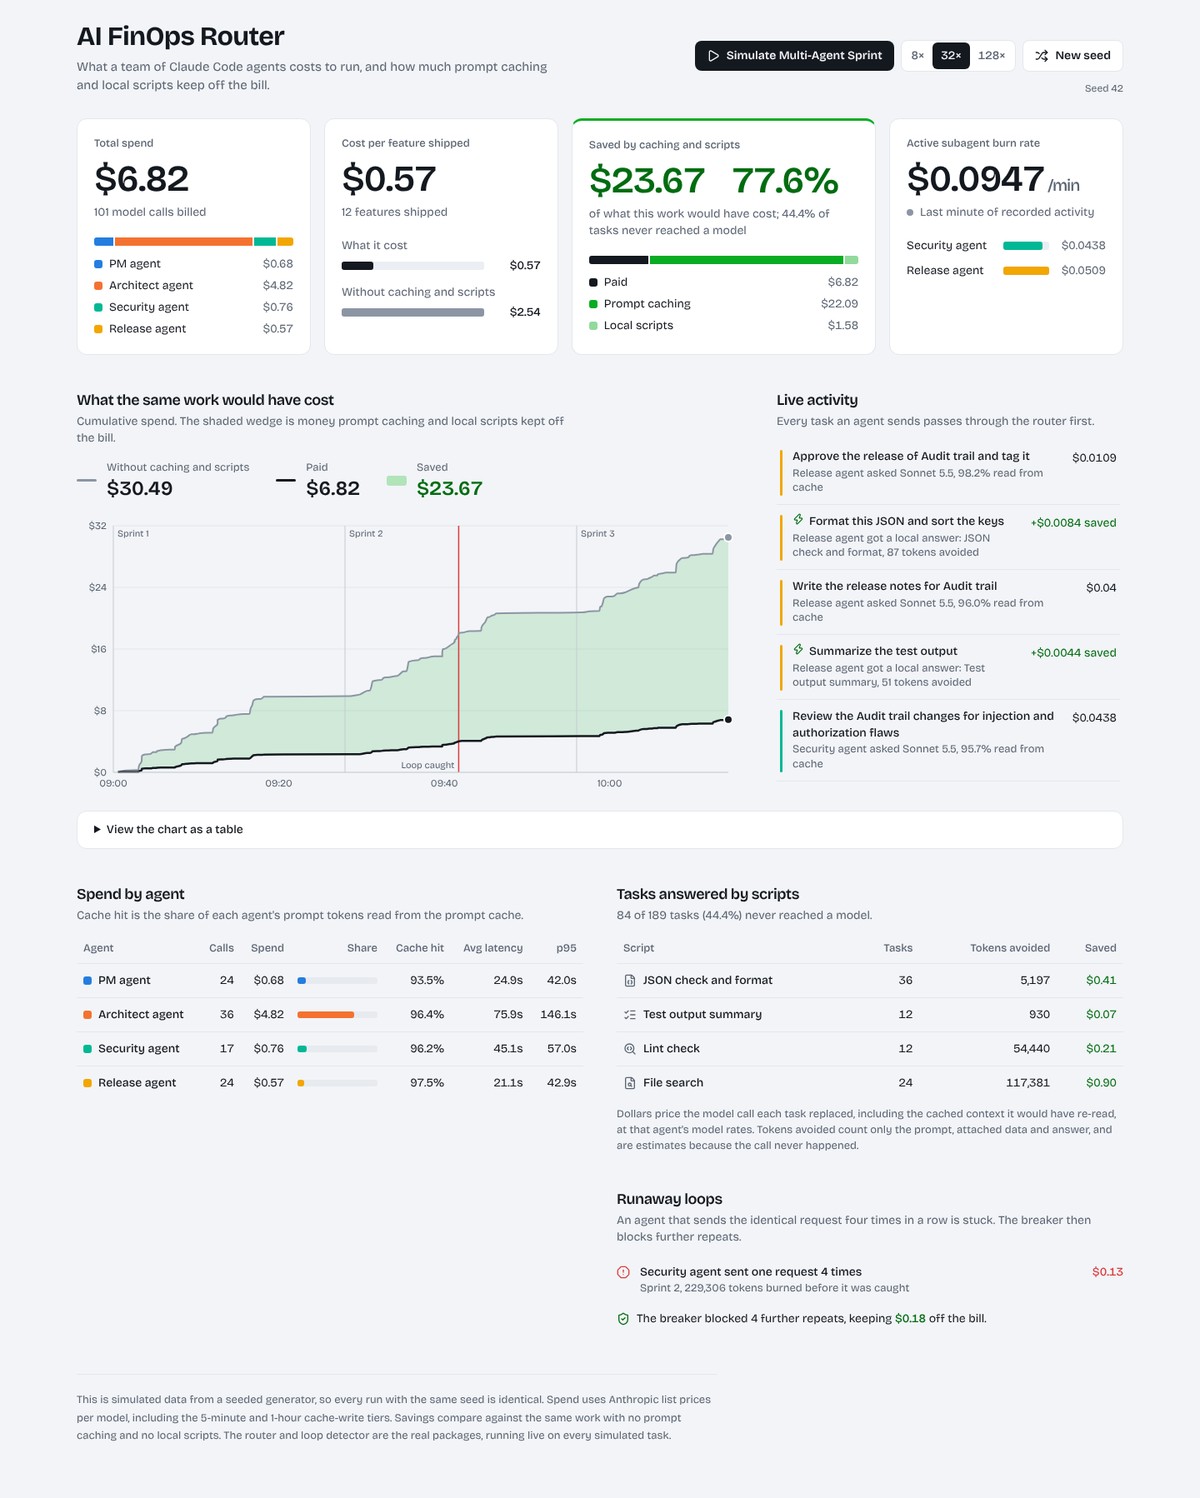 AI FinOps Router
What a team of Claude Code agents costs to run, and how much prompt caching
and local scripts keep off the bill.
Simulate Multi-Agent Sprint
8×
32×
128×
New seed
Seed 42
Total spend
$6.82
101 model calls billed
PM agent $0.68
Architect agent $4.82
Security agent $0.76
Release agent $0.57
Cost per feature shipped
$0.57
12 features shipped
What it cost
$0.57
Without caching and scripts
$2.54
Saved by caching and scripts
$23.67 77.6%
of what this work would have cost; 44.4% of
tasks never reached a model
Paid $6.82
Prompt caching $22.09
Local scripts $1.58
Active subagent burn rate
$0.0947 /min
Last minute of recorded activity
Security agent $0.0438
Release agent $0.0509
What the same work would have cost
Cumulative spend. The shaded wedge is money prompt caching and local scripts kept off
the bill.
Without caching and scripts
$30.49
Paid
$6.82
Saved
$23.67
$32
$24
$16
$8
$0
Sprint 1
Sprint 2
Sprint 3
Loop caught
09:00
09:20
09:40
10:00
Live activity
Every task an agent sends passes through the router first.
Approve the release of Audit trail and tag it $0.0109
Release agent asked Sonnet 5.5, 98.2% read from
cache
Format this JSON and sort the keys +$0.0084 saved
Release agent got a local answer: JSON
check and format, 87 tokens avoided
Write the release notes for Audit trail $0.04
Release agent asked Sonnet 5.5, 96.0% read from
cache
Summarize the test output +$0.0044 saved
Release agent got a local answer: Test
output summary, 51 tokens avoided
Review the Audit trail changes for injection and $0.0438
authorization flaws
Security agent asked Sonnet 5.5, 95.7% read from
cache
View the chart as a table
Spend by agent
Cache hit is the share of each agent's prompt tokens read from the prompt cache.
Agent Calls Spend Share Cache hit Avg latency p95
PM agent 24 $0.68 93.5% 24.9s 42.0s
Architect agent 36 $4.82 96.4% 75.9s 146.1s
Security agent 17 $0.76 96.2% 45.1s 57.0s
Release agent 24 $0.57 97.5% 21.1s 42.9s
Tasks answered by scripts
84 of 189 tasks (44.4%) never reached a model.
Script Tasks Tokens avoided Saved
JSON check and format 36 5,197 $0.41
Test output summary 12 930 $0.07
Lint check 12 54,440 $0.21
File search 24 117,381 $0.90
Dollars price the model call each task replaced, including the cached context it would have re-read,
at that agent's model rates. Tokens avoided count only the prompt, attached data and answer, and
are estimates because the call never happened.
Runaway loops
An agent that sends the identical request four times in a row is stuck. The breaker then
blocks further repeats.
Security agent sent one request 4 times $0.13
Sprint 2, 229,306 tokens burned before it was caught
The breaker blocked 4 further repeats, keeping $0.18 off the bill.
This is simulated data from a seeded generator, so every run with the same seed is identical. Spend uses Anthropic list prices
per model, including the 5-minute and 1-hour cache-write tiers. Savings compare against the same work with no prompt
caching and no local scripts. The router and loop detector are the real packages, running live on every simulated task.